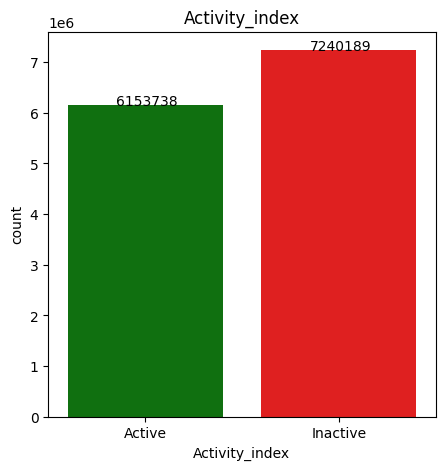 Activity_index
1e6
7
6
5
4
3
2
1
0
count
6153738
7240189
Active
Inactive
Activity_index